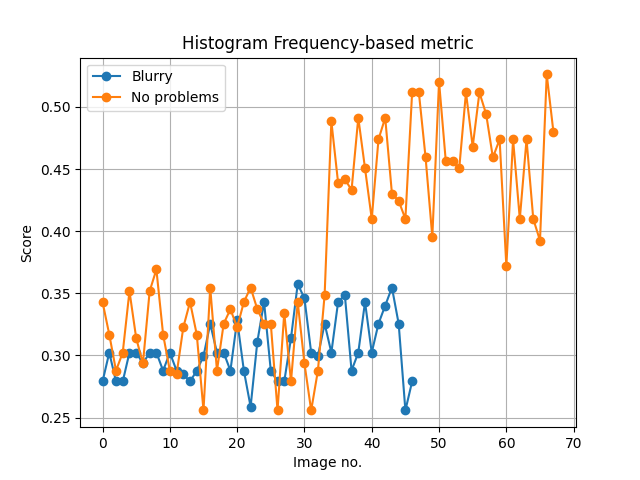 Histogram Frequency-based metric
Blurry
No problems
Score
0.50
0.45
0.40
0.35
0.30
0.25
0 10 20 30 40 50 60 70
Image no.